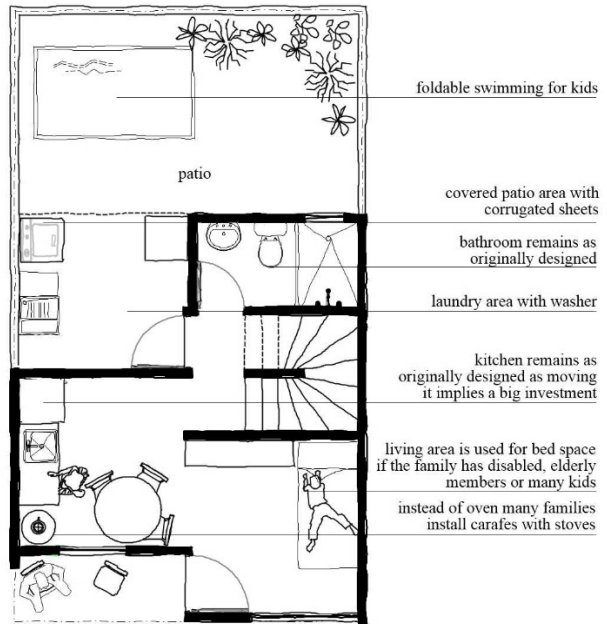 foldable swimming for kids
patio
covered patio area with
corrugated sheets
bathroom remains as
originally designed
laundry area with washer
kitchen remains as
originally designed as moving
it implies a big investment
living area is used for bed space
if the family has disabled, elderly
members or many kids
instead of oven many families
install carafes with stoves